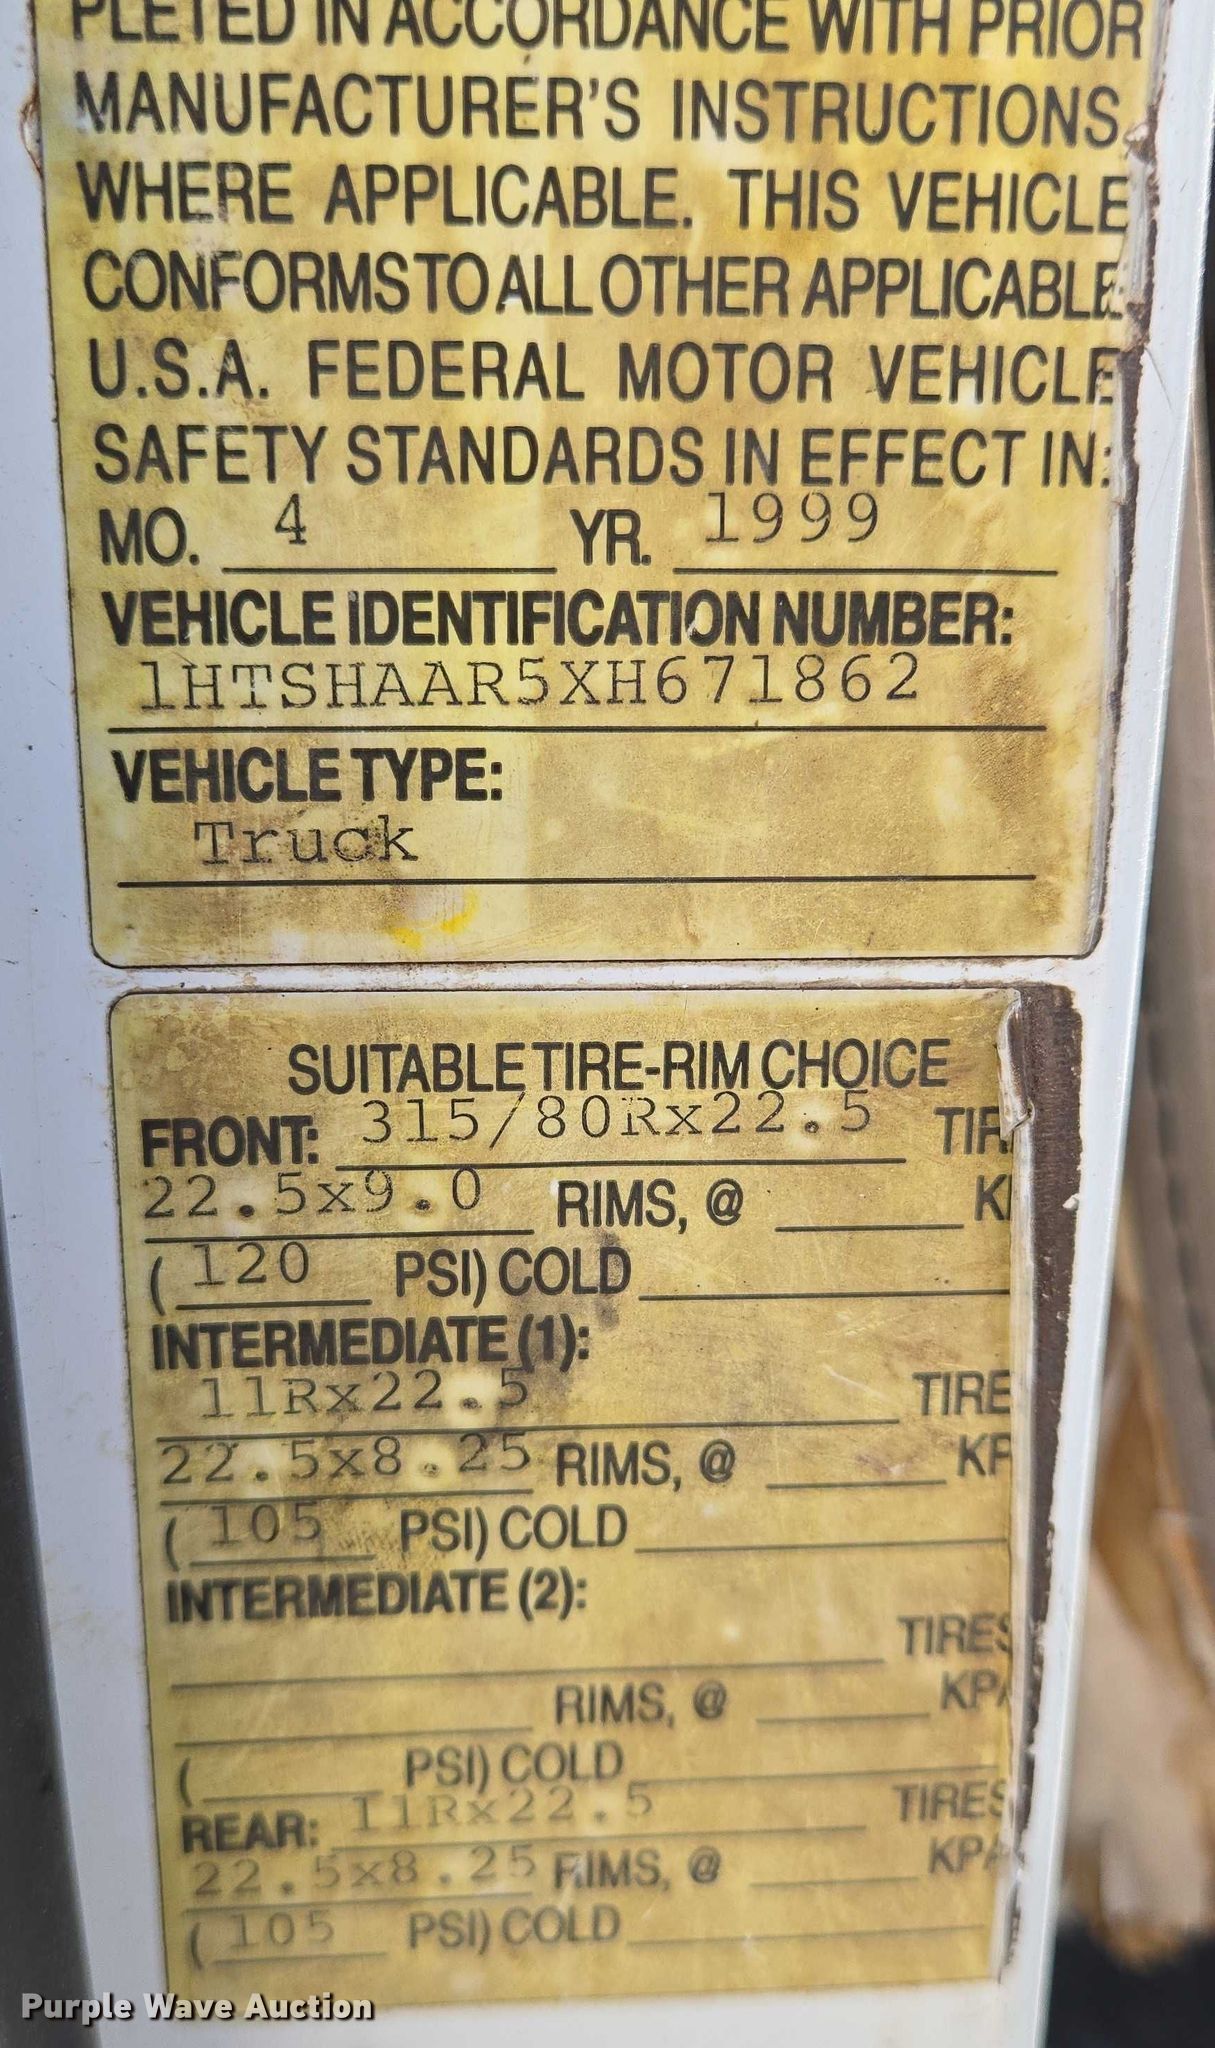 PLETED IN ACCORDANCE WITH PRIOR
MANUFACTURER'S INSTRUCTIONS,
WHERE APPLICABLE. THIS VEHICLE
CONFORMS TO ALL OTHER APPLICABLE
U.S.A. FEDERAL MOTOR VEHICLE
SAFETY STANDARDS IN EFFECT IN:
MO. 4 YR. 1999
VEHICLE IDENTIFICATION NUMBER:
1HTSHAAR5XH671862
VEHICLE TYPE:
Truck
SUITABLE TIRE-RIM CHOICE
FRONT: 315/80Rx22.5 TIR
22.5x9.0 RIMS, @ K
(120 PSI) COLD
INTERMEDIATE (1):
11Rx22.5 TIRE
22.5x8.25 RIMS, @ KP
(105 PSI) COLD
INTERMEDIATE (2):
TIRES
RIMS, @ KPA
( PSI) COLD
REAR: 11Rx22.5 TIRES
22.5x8.25 RIMS, @ KPA
(105 PSI) COLD
Purple Wave Auction